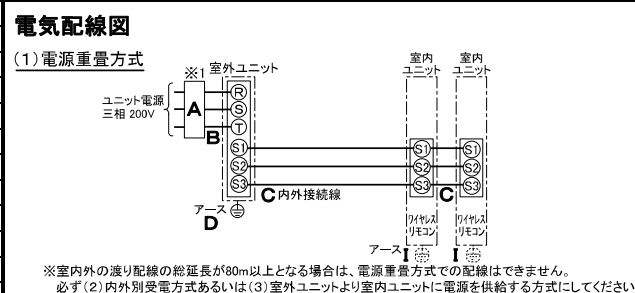 電気配線図
(1)電源重畳方式
※1
室外ユニット
室内
ユニット
室内
ユニット
ユニット電源
三相 200V
A
R
S
T
B
S1
S2
S3
S1
S2
S3
S1
S2
S3
C 内外接続線
C
アース
D
ワイヤレス
リモコン
ワイヤレス
リモコン
アース I
I
※室内外の渡り配線の総延長が80m以上となる場合は、電源重畳方式での配線はできません。
必ず(2)内外別受電方式あるいは(3)室外ユニットより室内ユニットに電源を供給する方式にしてください